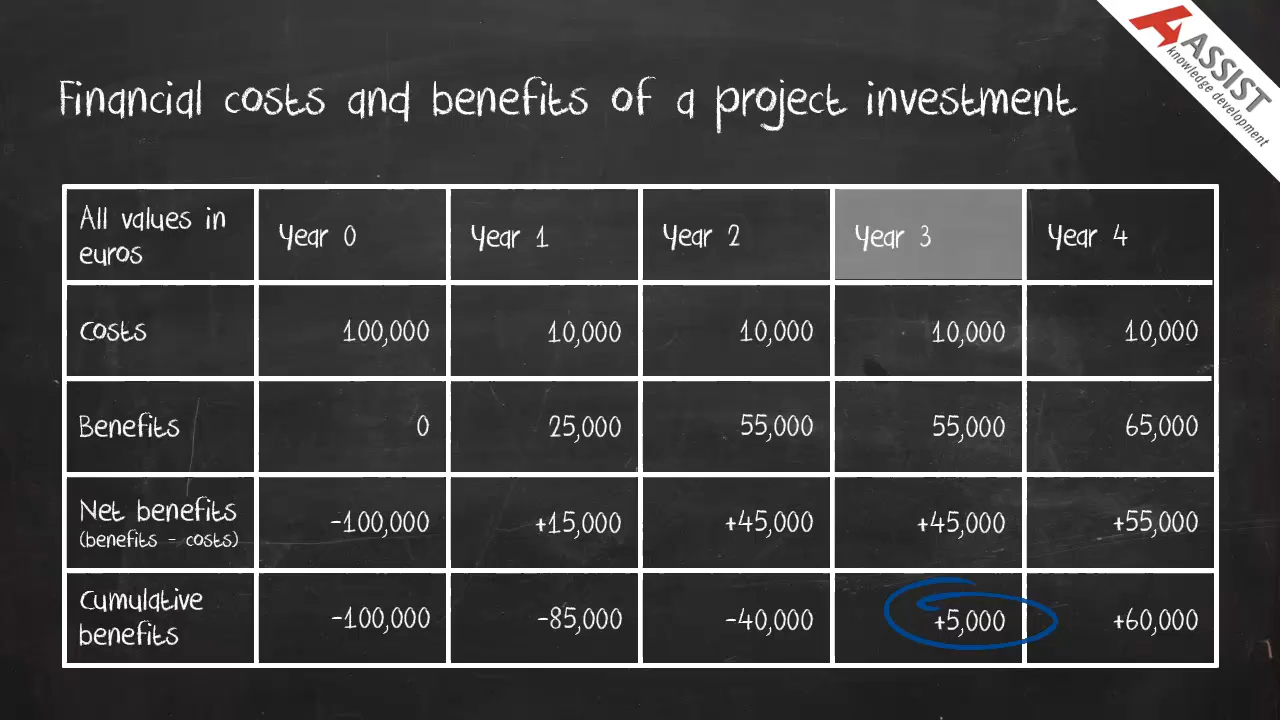 ASSIST
knowledge development
Financial costs and benefits of a project investment
All values in
euros
Year 0
Year 1
Year 2
Year 3
Year 4
Costs
100,000
10,000
10,000
10,000
10,000
Benefits
0
25,000
55,000
55,000
65,000
Net benefits
(benefits - costs)
-100,000
+15,000
+45,000
+45,000
+55,000
Cumulative
benefits
-100,000
-85,000
-40,000
+5,000
+60,000